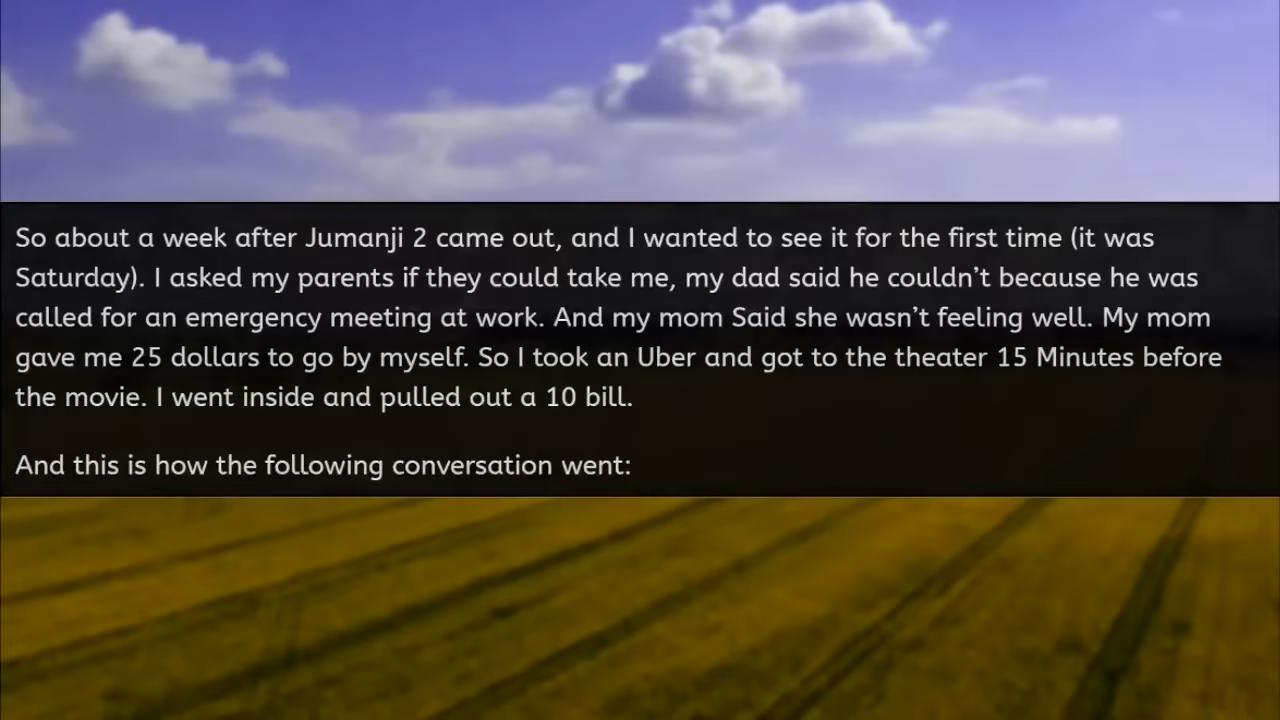 So about a week after Jumanji 2 came out, and I wanted to see it for the first time (it was
Saturday). I asked my parents if they could take me, my dad said he couldn’t because he was
called for an emergency meeting at work. And my mom Said she wasn’t feeling well. My mom
gave me 25 dollars to go by myself. So I took an Uber and got to the theater 15 Minutes before
the movie. I went inside and pulled out a 10 bill.
And this is how the following conversation went: